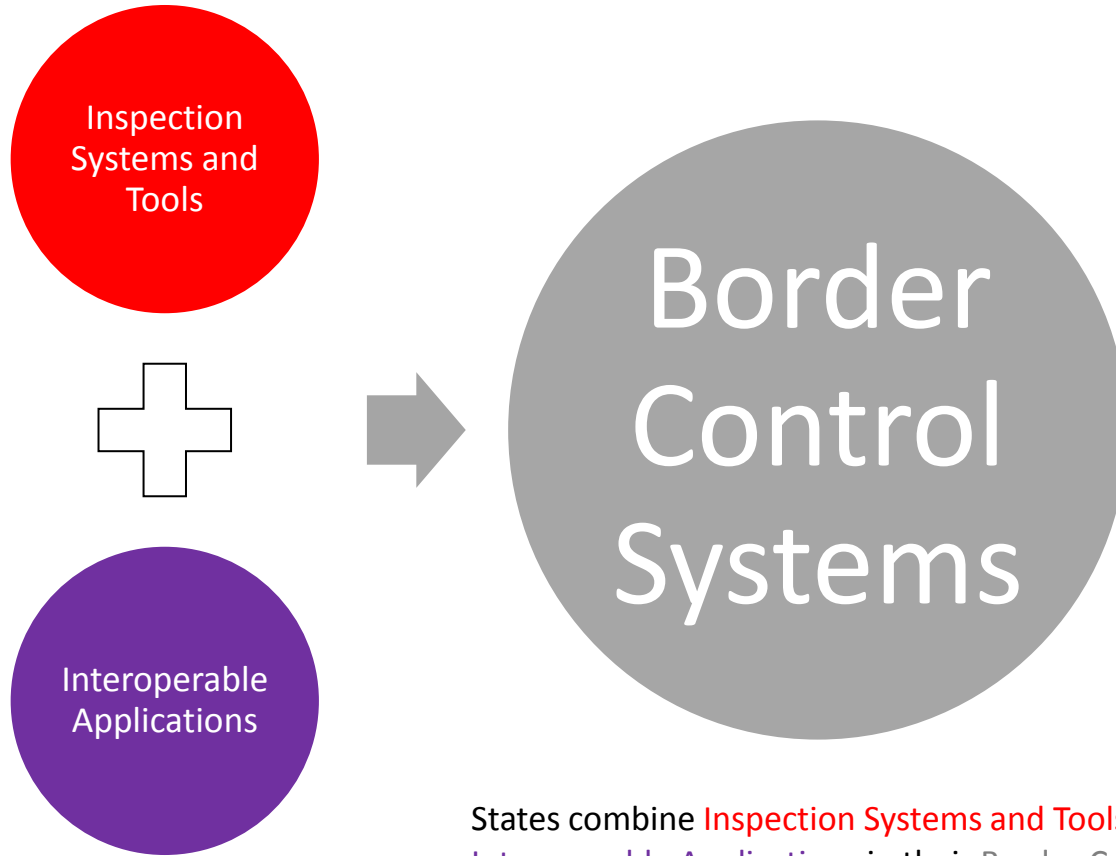 Inspection
Systems and
Tools
Border
Control
Systems
Interoperable
Applications
States combine Inspection Systems and Tools